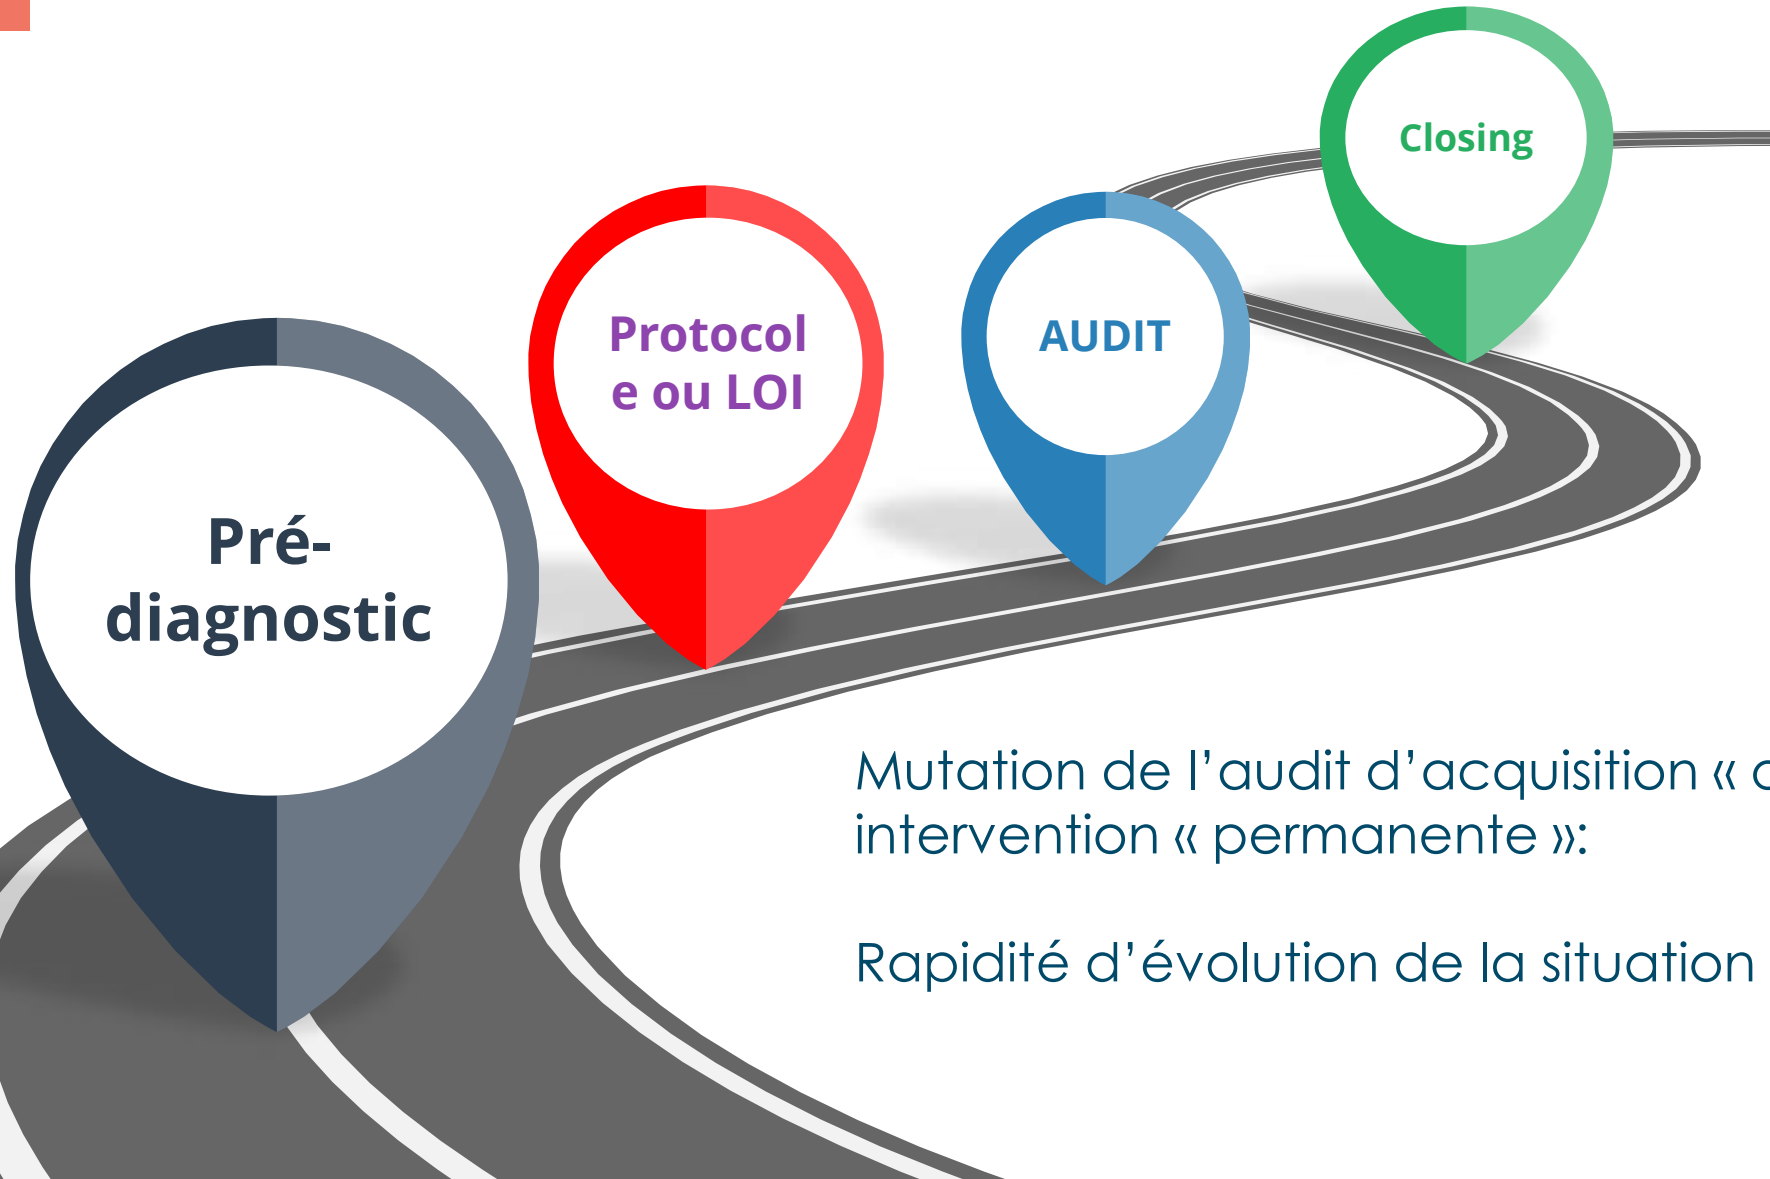 Closing
Protocol
e ou LOI
AUDIT
Pré-
diagnostic
Mutation de l’audit d’acquisition «
intervention « permanente »:
Rapidité d’évolution de la situation